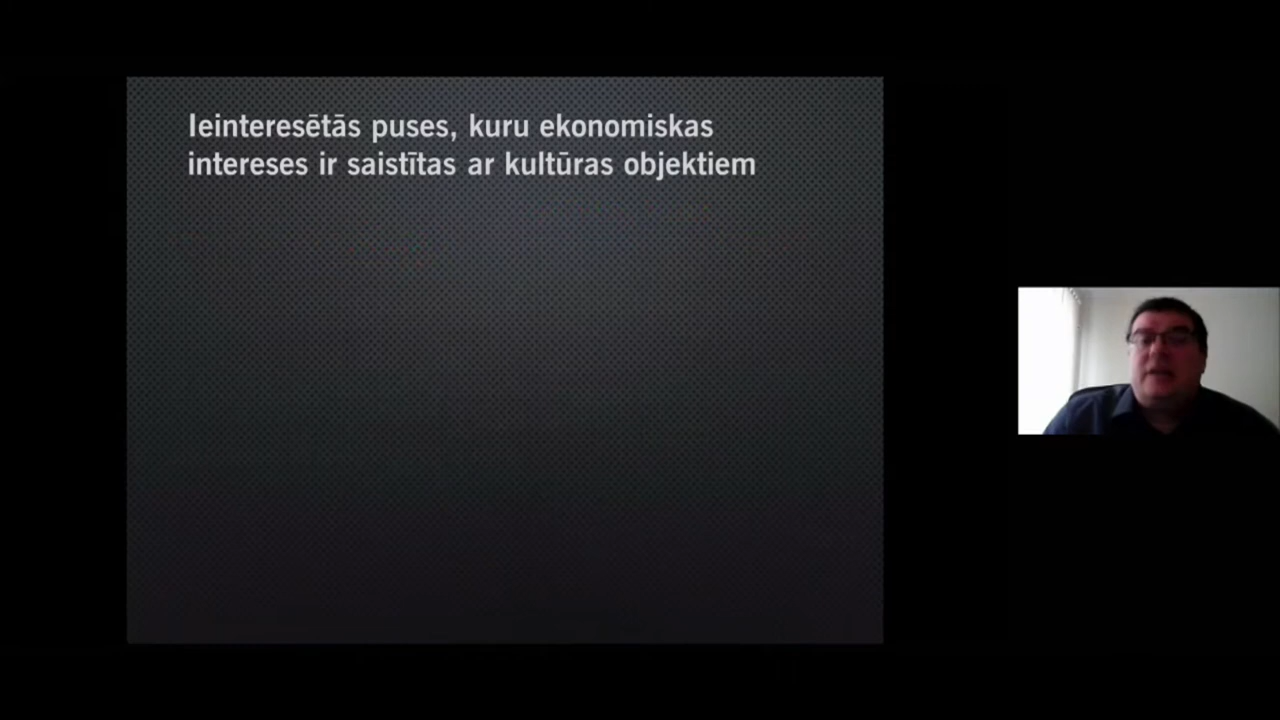 Ieinteresētās puses, kuru ekonomiskas
intereses ir saistītas ar kultūras objektiem